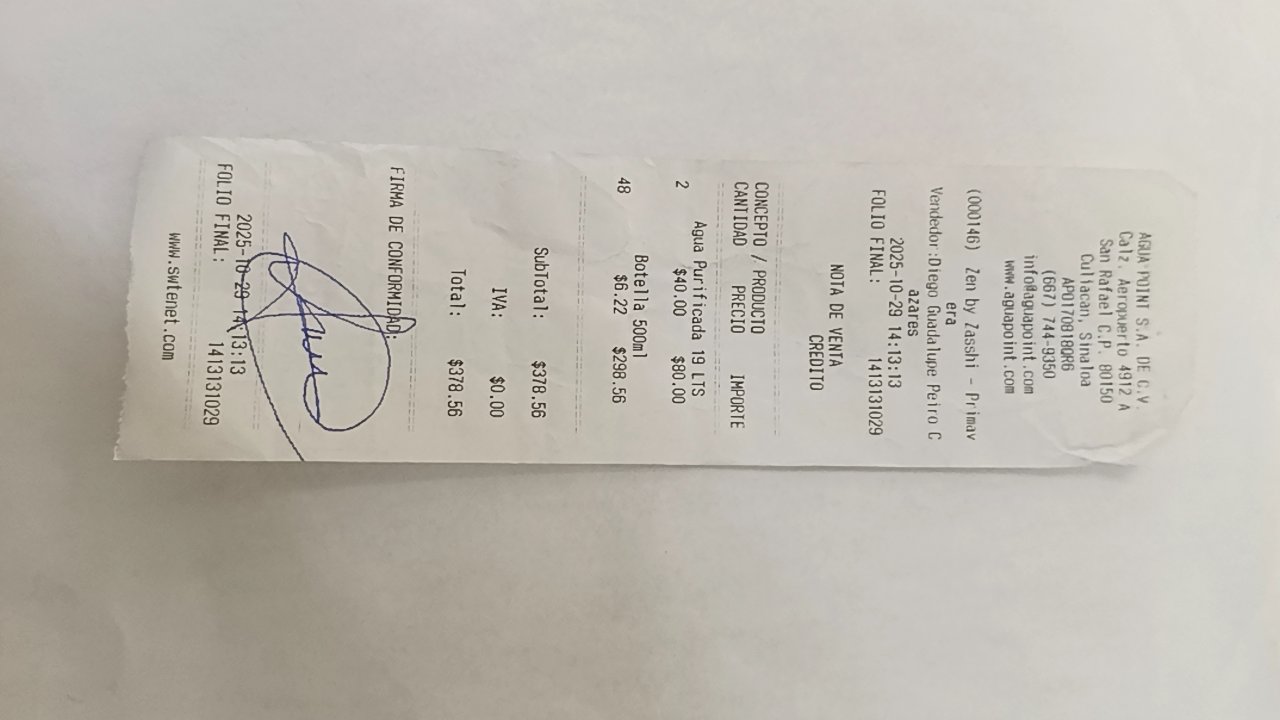 AGUA POINT S.A. DE C.V.
Calz. Aeropuerto 4912 A
San Rafael C.P. 80150
Culiacán, Sinaloa
APO170818QR6
(667) 744-9350
info@aguapoint.com
www.aguapoint.com
(000146) Zen by Zasshi - Primav
era
Vendedor:Diego Guadalupe Peiro C
azares
2025-10-29 14:13:13
FOLIO FINAL: 1413131029
NOTA DE VENTA
CREDITO
CONCEPTO / PRODUCTO
CANTIDAD PRECIO IMPORTE
Agua Purificada 19 LTS
2 $40.00 $80.00
Botella 500ml
48 $6.22 $298.56
SubTotal: $378.56
IVA: $0.00
Total: $378.56
FIRMA DE CONFORMIDAD:
2025-10-29 14:13:13
FOLIO FINAL: 1413131029
www.swtenet.com